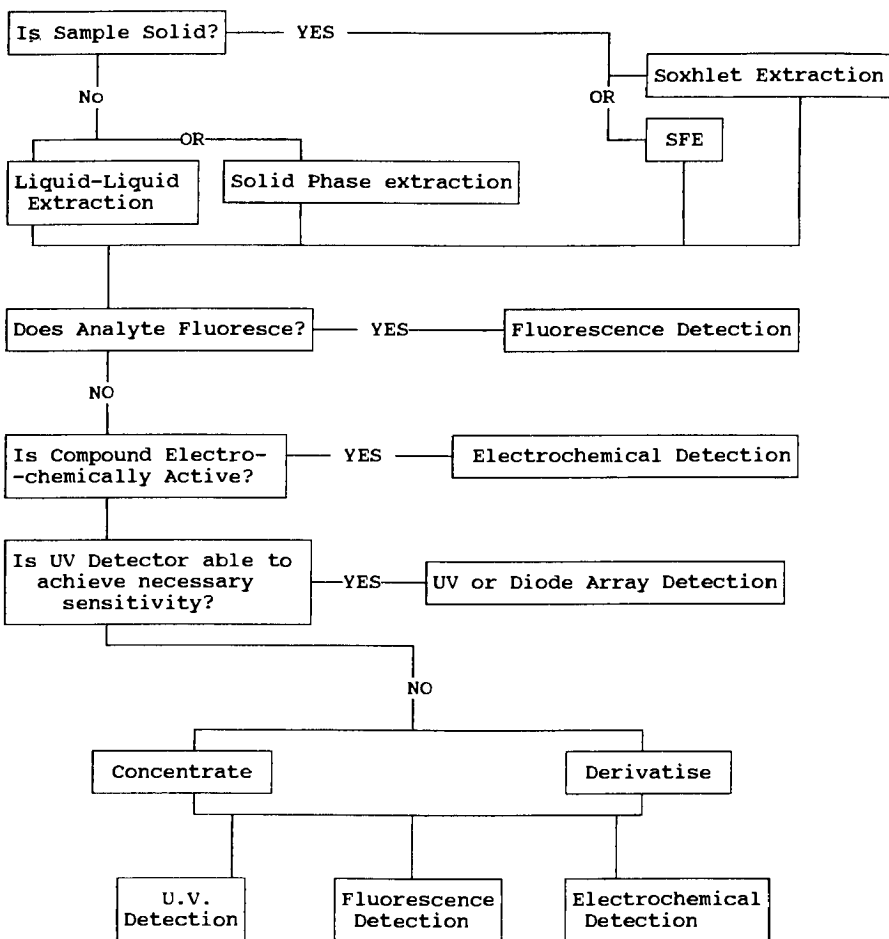 Is Sample Solid?
YES
Soxhlet Extraction
No
OR
OR
SFE
Liquid-Liquid
Extraction
Solid Phase extraction
Does Analyte Fluoresce?
YES
Fluorescence Detection
NO
Is Compound Electro-
-chemically Active?
YES
Electrochemical Detection
Is UV Detector able to
achieve necessary
sensitivity?
YES
UV or Diode Array Detection
NO
Concentrate
Derivatise
U.V.
Detection
Fluorescence
Detection
Electrochemical
Detection